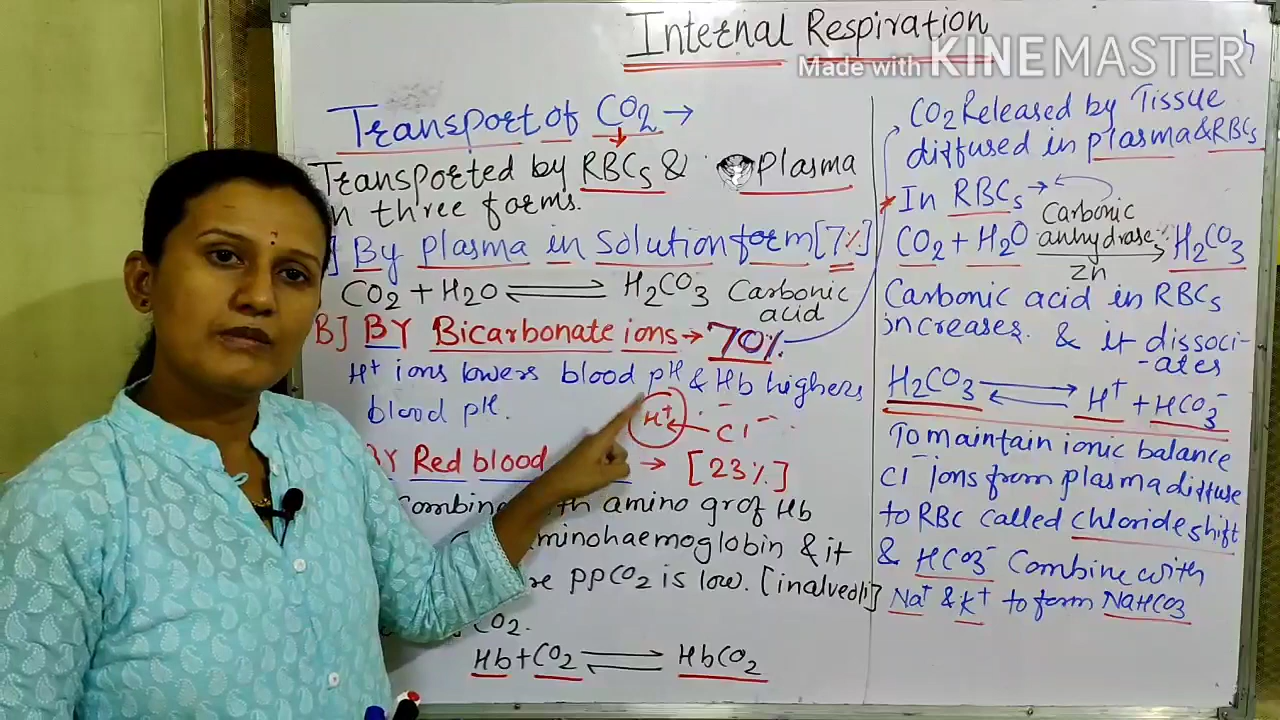 Internal Respiration
Made with KINEMASTER
Transport of CO2 →
Transported by RBCs & Plasma
n three forms.
] By plasma in solution form [7%]
CO2 + H2O ⇌ H2CO3 Carbonic
acid
B] BY Bicarbonate ions → 70%
H+ ions lowers blood pH & Hb highers
blood pH.
H+ ← Cl-
BY Red blood → [23%]
combin th amino gr of Hb
minohaemoglobin & it
re ppCO2 is low. [in alveoli]
CO2.
Hb + CO2 ⇌ HbCO2
CO2 Released by Tissue
diffused in plasma & RBCs
* In RBCs →
CO2 + H2O Carbonic anhydrase → Zn H2CO3
Carbonic acid in RBCs
increases. & it dissoci-
-ates
H2CO3 ⇌ H+ + HCO3-
To maintain ionic balance
Cl- ions from plasma diffuse
to RBC called chloride shift
& HCO3- Combine with
Na+ & K+ to form NaHCO3